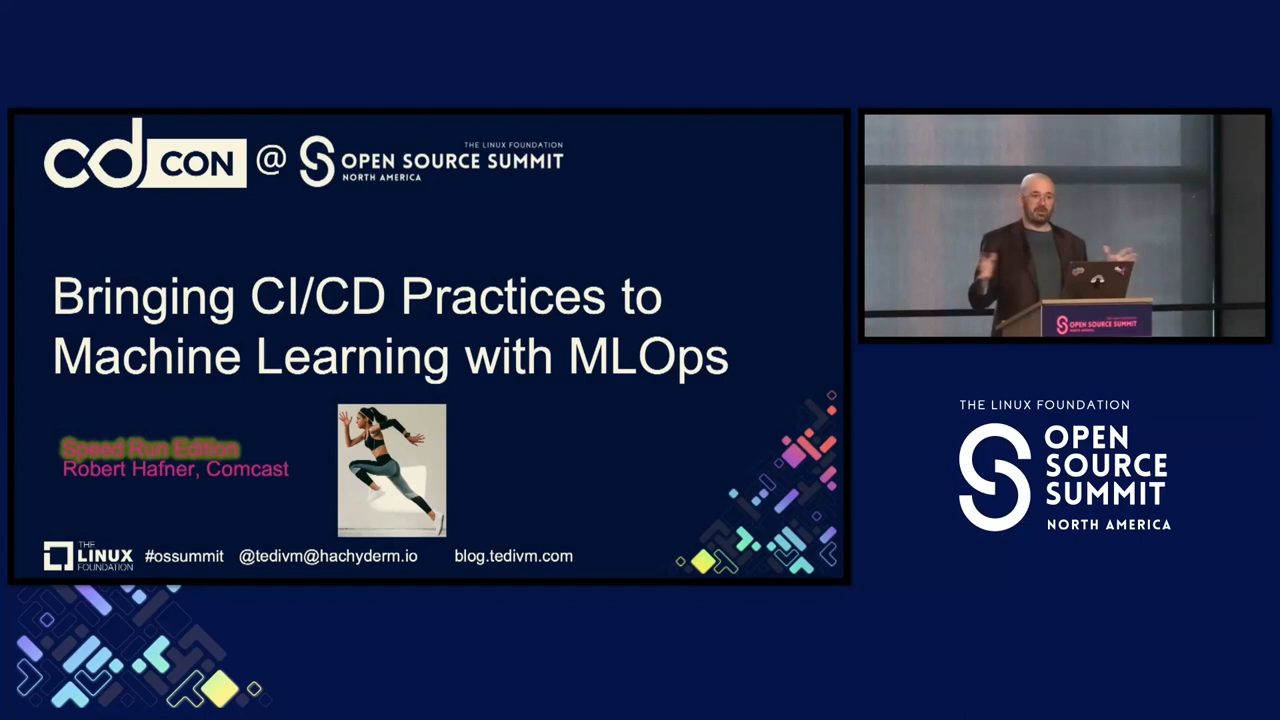 cd CON @ THE LINUX FOUNDATION
OPEN SOURCE SUMMIT
NORTH AMERICA
Bringing CI/CD Practices to
Machine Learning with MLOps
Speed Run Edition
Robert Hafner, Comcast
THE
LINUX
FOUNDATION
#ossummit @tedivm@hachyderm.io blog.tedivm.com
OPEN SOURCE SUMMIT
THE LINUX FOUNDATION
OPEN
SOURCE
SUMMIT
NORTH AMERICA